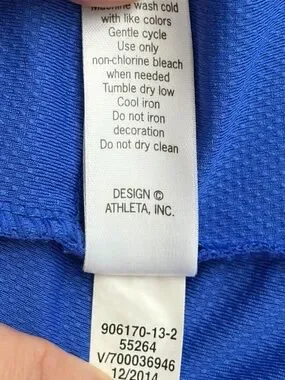 Machine wash cold
with like colors
Gentle cycle
Use only
non-chlorine bleach
when needed
Tumble dry low
Cool iron
Do not iron
decoration
Do not dry clean
DESIGN ©
ATHLETA, INC.
906170-13-2
55264
V/700036946
12/2014